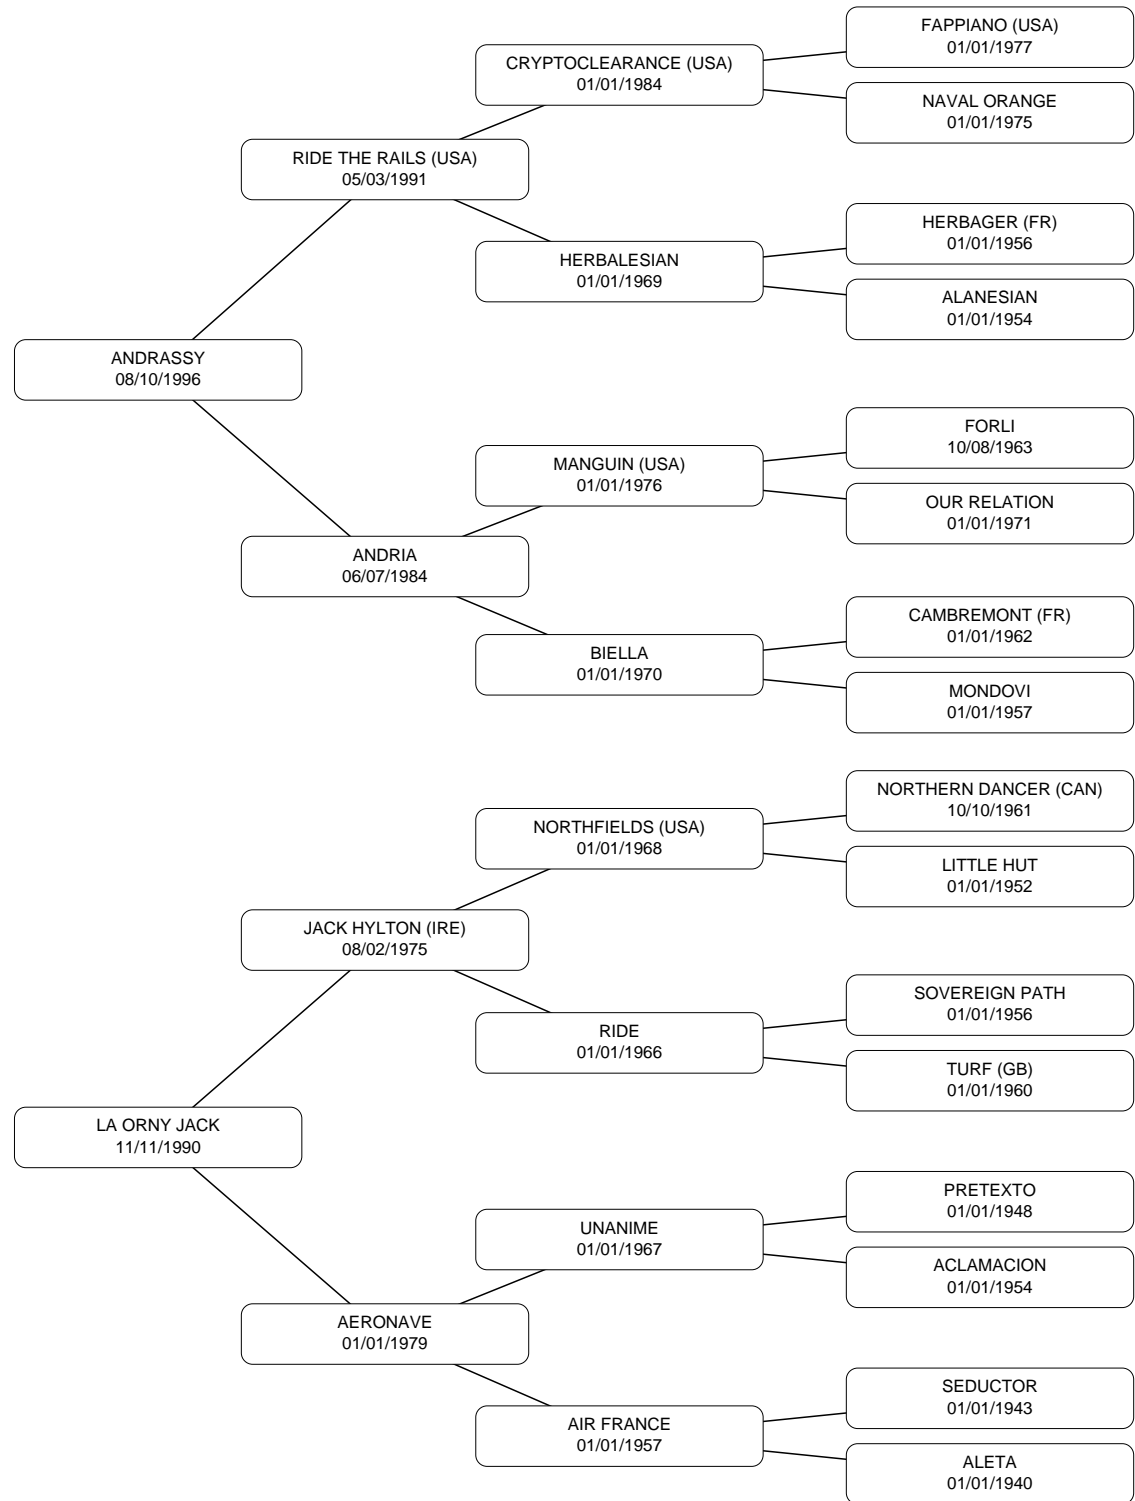 FAPPIANO (USA)
01/01/1977
CRYPTOCLEARANCE (USA)
01/01/1984
NAVAL ORANGE
01/01/1975
RIDE THE RAILS (USA)
05/03/1991
HERBAGER (FR)
01/01/1956
HERBALESIAN
01/01/1969
ALANESIAN
01/01/1954
ANDRASSY
08/10/1996
FORLI
10/08/1963
MANGUIN (USA)
01/01/1976
OUR RELATION
01/01/1971
ANDRIA
06/07/1984
CAMBREMONT (FR)
01/01/1962
BIELLA
01/01/1970
MONDOVI
01/01/1957
NORTHERN DANCER (CAN)
10/10/1961
NORTHFIELDS (USA)
01/01/1968
LITTLE HUT
01/01/1952
JACK HYLTON (IRE)
08/02/1975
SOVEREIGN PATH
01/01/1956
RIDE
01/01/1966
TURF (GB)
01/01/1960
LA ORNY JACK
11/11/1990
PRETEXTO
01/01/1948
UNANIME
01/01/1967
ACLAMACION
01/01/1954
AERONAVE
01/01/1979
SEDUCTOR
01/01/1943
AIR FRANCE
01/01/1957
ALETA
01/01/1940